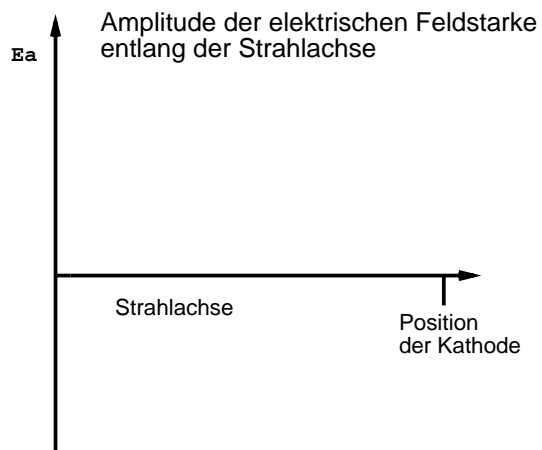 Amplitude der elektrischen Feldstarke
entlang der Strahlachse
Ea
Strahlachse
Position
der Kathode